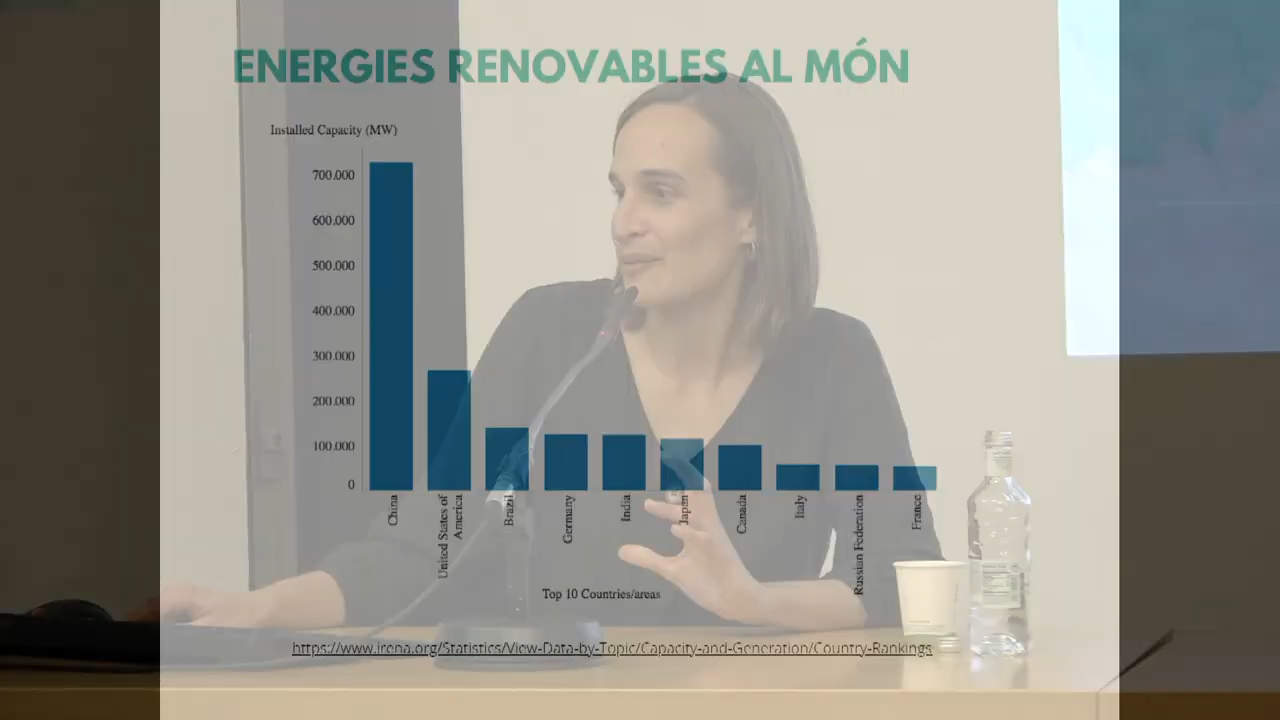 ENERGIES RENOVABLES AL MÓN
Installed Capacity (MW)
700.000
600.000
500.000
400.000
300.000
200.000
100.000
0
China
United States of
America
Brazil
Germany
India
Japan
Canada
Italy
Russian Federation
France
Top 10 Countries/areas
https://www.irena.org/Statistics/View-Data-by-Topic/Capacity-and-Generation/Country-Rankings